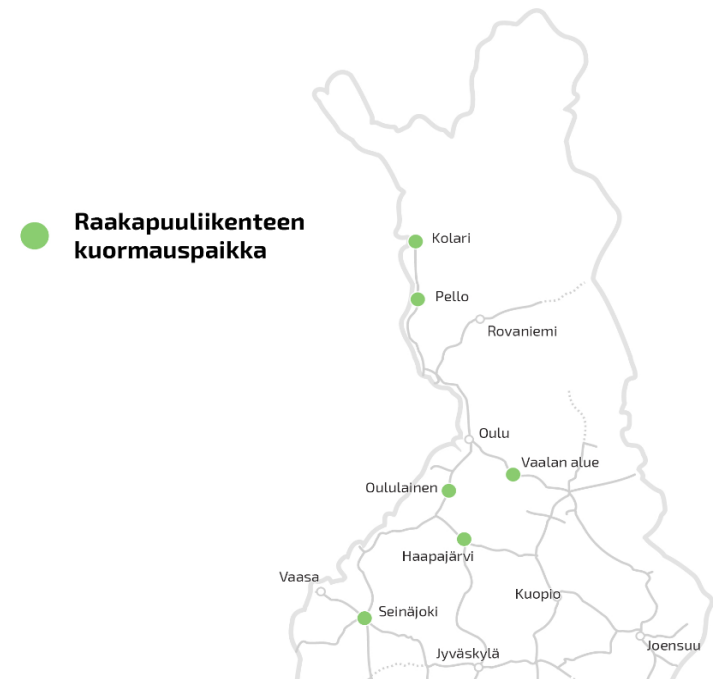 Raakapuuliikenteen
kuormauspaikka
Kolari
Pello
Rovaniemi
Oulu
Vaalan alue
Oululainen
Haapajärvi
Vaasa
Kuopio
Seinäjoki
Joensuu
Jyväskylä